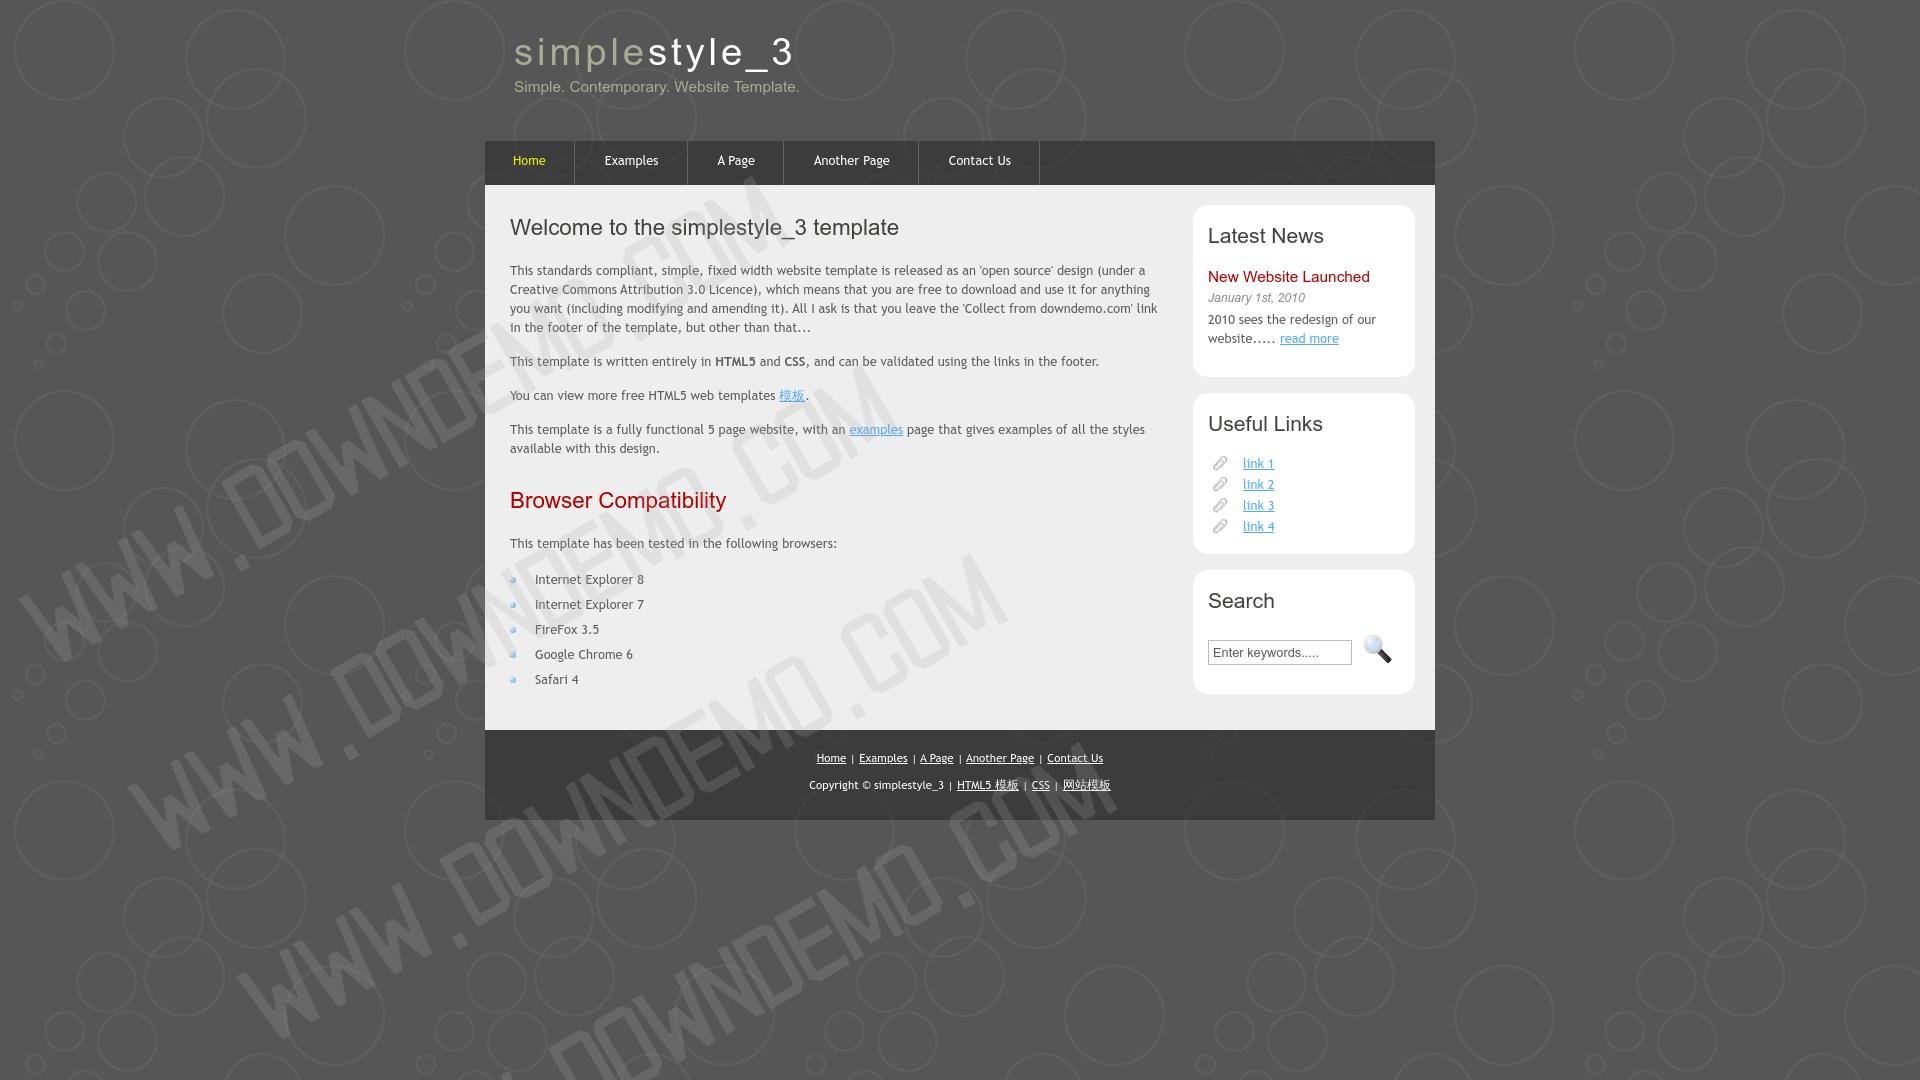 simplestyle_3
Simple. Contemporary. Website Template.
Home
Examples
A Page
Another Page
Contact Us
Welcome to the simplestyle_3 template
This standards compliant, simple, fixed width website template is released as an 'open source' design (under a
Creative Commons Attribution 3.0 Licence), which means that you are free to download and use it for anything
you want (including modifying and amending it). All I ask is that you leave the 'Collect from downdemo.com' link
in the footer of the template, but other than that...
This template is written entirely in HTML5 and CSS, and can be validated using the links in the footer.
You can view more free HTML5 web templates 模板.
This template is a fully functional 5 page website, with an examples page that gives examples of all the styles
available with this design.
Browser Compatibility
This template has been tested in the following browsers:
Internet Explorer 8
Internet Explorer 7
FireFox 3.5
Google Chrome 6
Safari 4
Latest News
New Website Launched
January 1st, 2010
2010 sees the redesign of our
website..... read more
Useful Links
link 1
link 2
link 3
link 4
Search
Enter keywords.....
Home | Examples | A Page | Another Page | Contact Us
Copyright © simplestyle_3 | HTML5 模板 | CSS | 网站模板
WWW.DOWNDEMO.COM
WWW.DOWNDEMO.COM
WWW.DOWNDEMO.COM
DOWNDEMO.COM